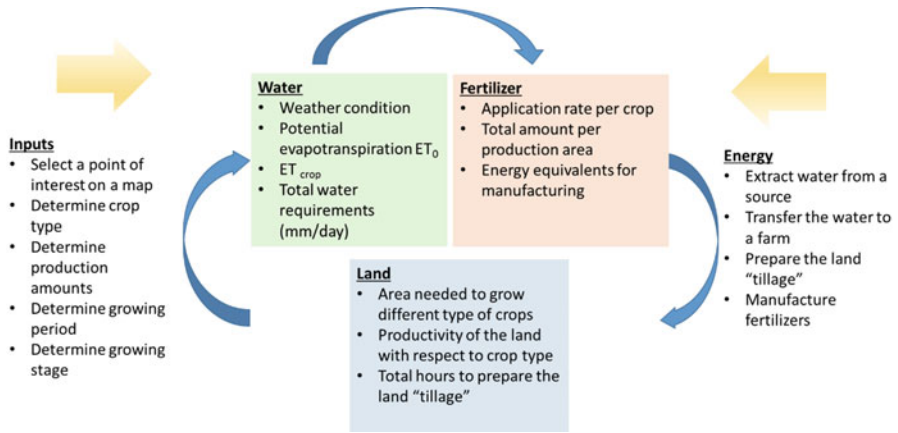 Inputs
• Select a point of
interest on a map
• Determine crop
type
• Determine
production
amounts
• Determine growing
period
• Determine growing
stage
Water
• Weather condition
• Potential
evapotranspiration ET₀
• ET crop
• Total water
requirements
(mm/day)
Fertilizer
• Application rate per crop
• Total amount per
production area
• Energy equivalents for
manufacturing
Land
• Area needed to grow
different type of crops
• Productivity of the land
with respect to crop type
• Total hours to prepare the
land “tillage”
Energy
• Extract water from a
source
• Transfer the water to
a farm
• Prepare the land
“tillage”
• Manufacture
fertilizers